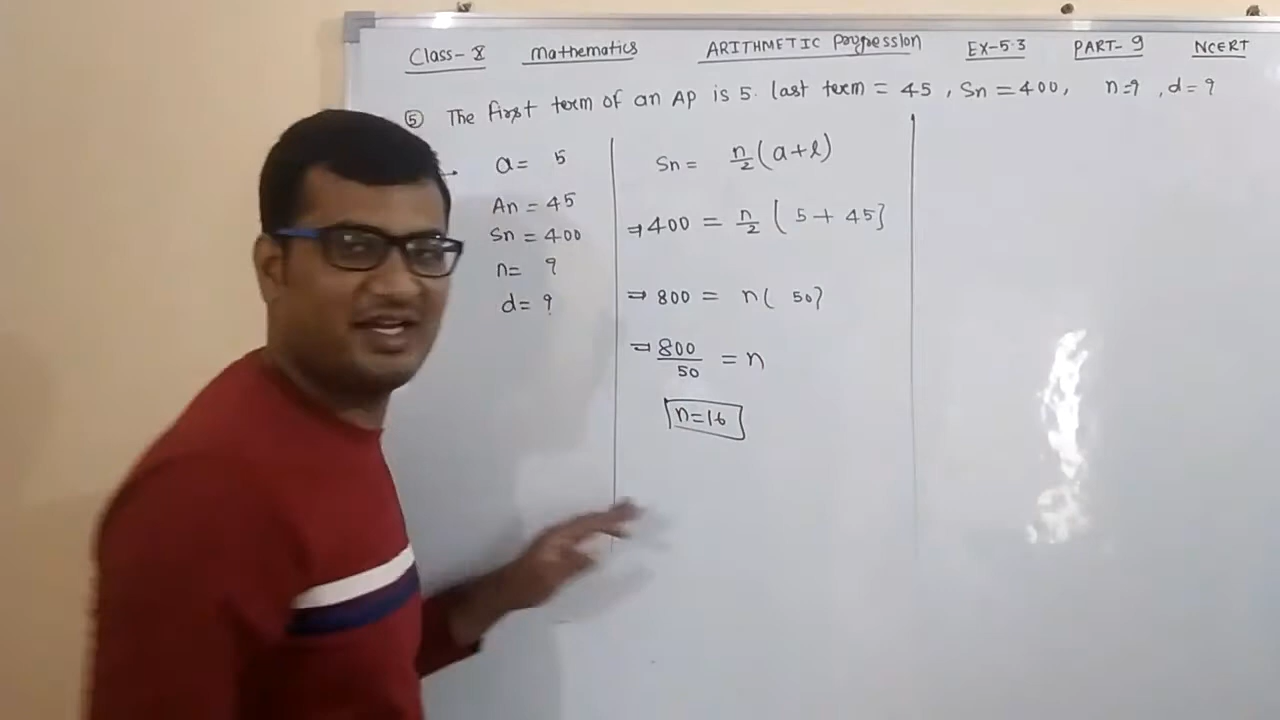 Class- X Mathematics ARITHMETIC Progression EX-5.3 PART- 9 NCERT
⑤ The first term of an AP is 5. last term = 45 , Sn = 400, n=? , d= ?
a= 5
An = 45
Sn = 400
n= ?
d= ?
Sn = n/2 (a+l)
⇒ 400 = n/2 ( 5+ 45}
⇒ 800 = n( 50}
⇒ 800/50 = n
n=16